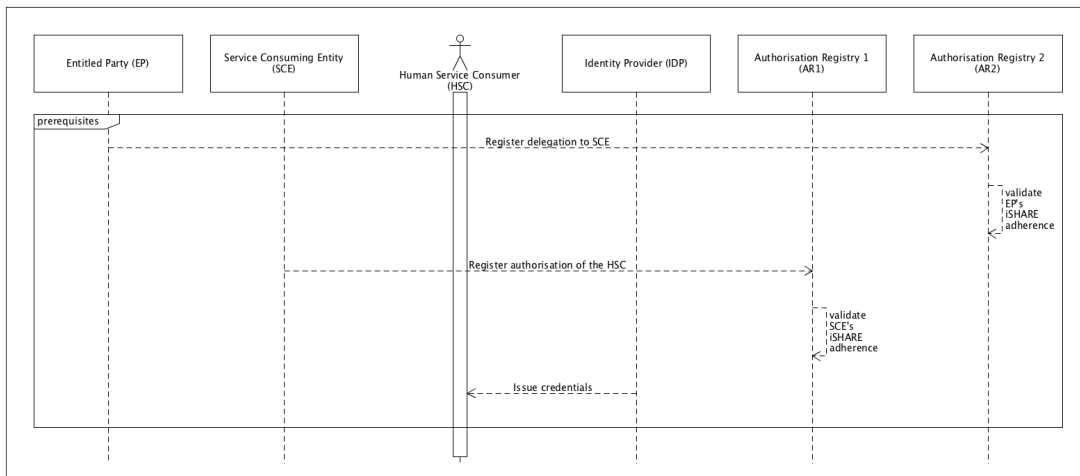 Entitled Party (EP)
Service Consuming Entity
(SCE)
Human Service Consumer
(HSC)
Identity Provider (IDP)
Authorisation Registry 1
(AR1)
Authorisation Registry 2
(AR2)
prerequisites
Register delegation to SCE
validate
EP's
iSHARE
adherence
Register authorisation of the HSC
validate
SCE's
iSHARE
adherence
Issue credentials